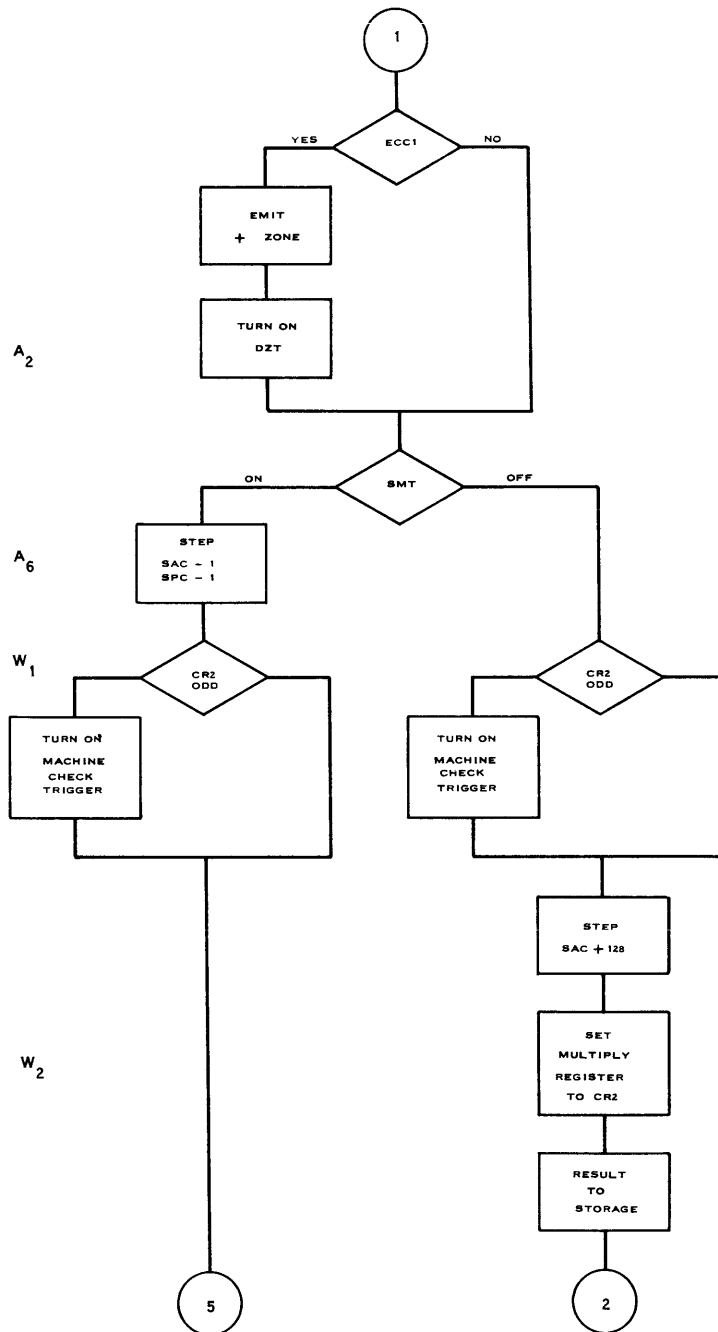 1
ECC1
YES
NO
EMIT
+ ZONE
TURN ON
DZT
A2
SMT
ON
OFF
STEP
SAC - 1
SPC - 1
A6
W1
CR2
ODD
CR2
ODD
TURN ON
MACHINE
CHECK
TRIGGER
TURN ON
MACHINE
CHECK
TRIGGER
STEP
SAC + 128
SET
MULTIPLY
REGISTER
TO CR2
W2
RESULT
TO
STORAGE
5
2